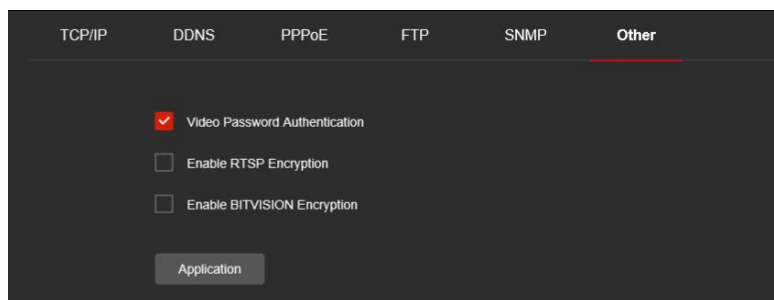 TCP/IP DDNS PPPoE FTP SNMP Other
Video Password Authentication
Enable RTSP Encryption
Enable BITVISION Encryption
Application